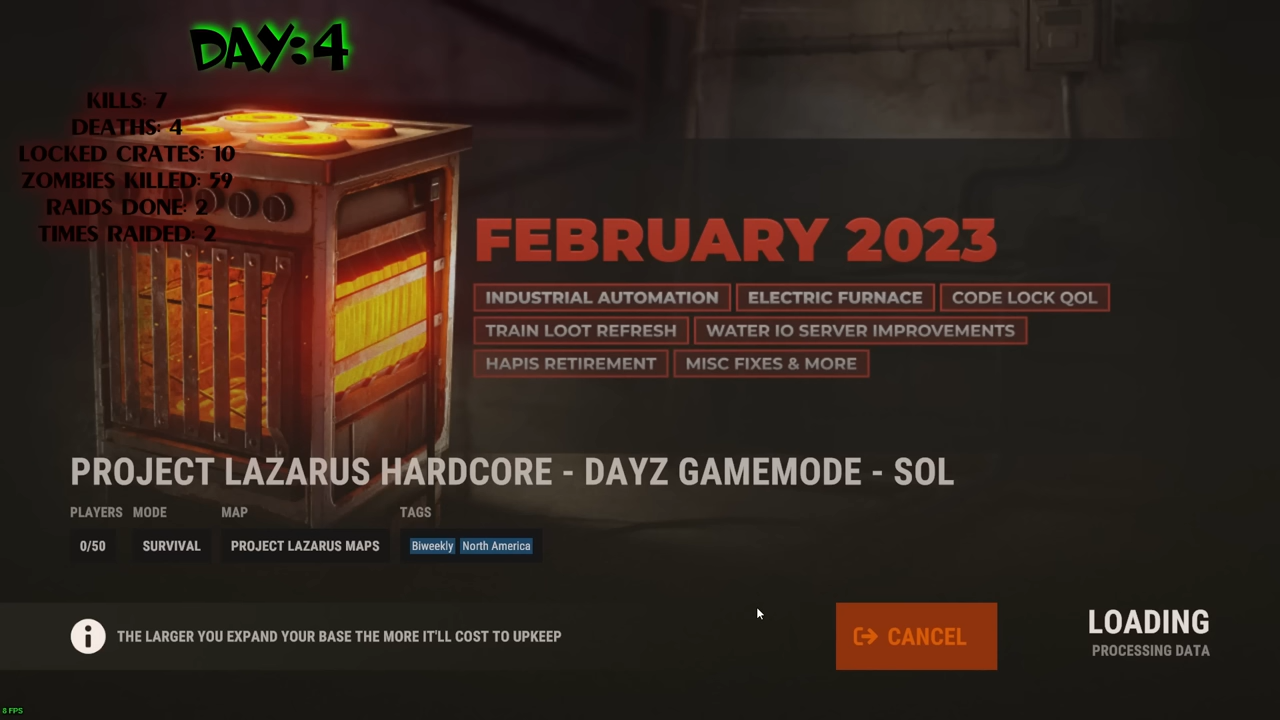 DAY:4
KILLS: 7
DEATHS: 4
LOCKED CRATES: 10
ZOMBIES KILLED: 59
RAIDS DONE: 2
TIMES RAIDED: 2
FEBRUARY 2023
INDUSTRIAL AUTOMATION ELECTRIC FURNACE CODE LOCK QOL
TRAIN LOOT REFRESH WATER IO SERVER IMPROVEMENTS
HAPIS RETIREMENT MISC FIXES & MORE
PROJECT LAZARUS HARDCORE - DAYZ GAMEMODE - SOL
PLAYERS MODE MAP TAGS
0/50 SURVIVAL PROJECT LAZARUS MAPS Biweekly North America
THE LARGER YOU EXPAND YOUR BASE THE MORE IT'LL COST TO UPKEEP
CANCEL
LOADING
PROCESSING DATA
8 FPS